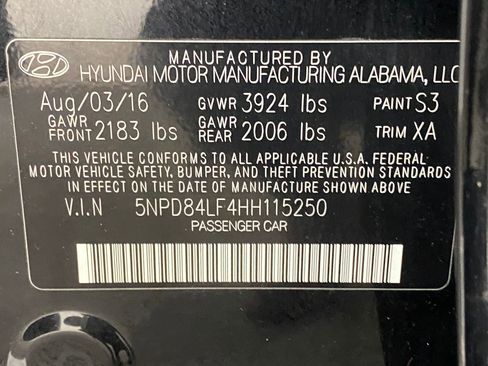 MANUFACTURED BY
HYUNDAI MOTOR MANUFACTURING ALABAMA, LLC
Aug/03/16 GVWR 3924 lbs PAINT S3
GAWR FRONT 2183 lbs GAWR REAR 2006 lbs TRIM XA
THIS VEHICLE CONFORMS TO ALL APPLICABLE U.S.A. FEDERAL
MOTOR VEHICLE SAFETY, BUMPER, AND THEFT PREVENTION STANDARDS
IN EFFECT ON THE DATE OF MANUFACTURE SHOWN ABOVE
V.I.N 5NPD84LF4HH115250
PASSENGER CAR